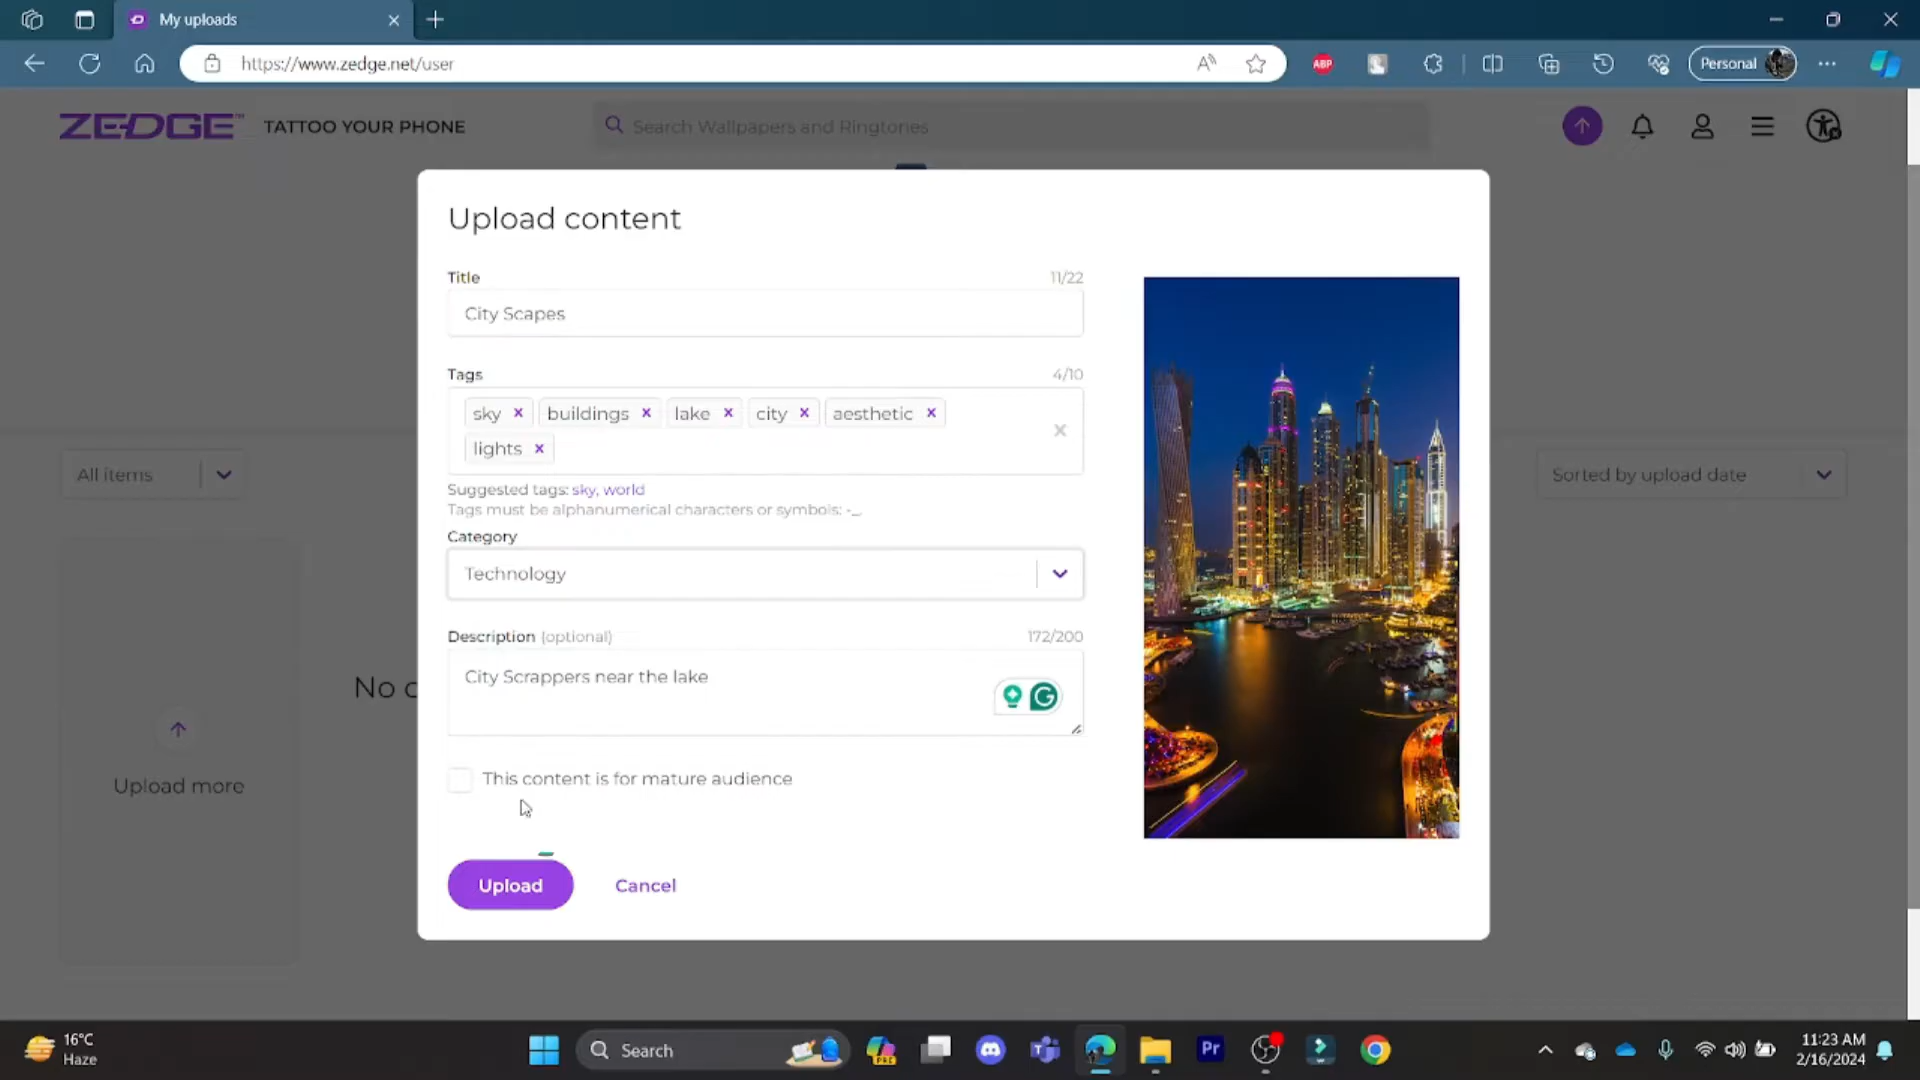 My uploads
https://www.zedge.net/user
ABP
Personal
ZEDGE™ TATTOO YOUR PHONE
Search Wallpapers and Ringtones
Upload content
Title 11/22
City Scapes
Tags 4/10
sky × buildings × lake × city × aesthetic ×
lights ×
Suggested tags: sky, world
Tags must be alphanumerical characters or symbols: -_.
Category
Technology
Description (optional) 172/200
City Scrappers near the lake
This content is for mature audience
Upload Cancel
All items
Sorted by upload date
No c
Upload more
16°C
Haze
Search
PRE
Pr
11:23 AM
2/16/2024